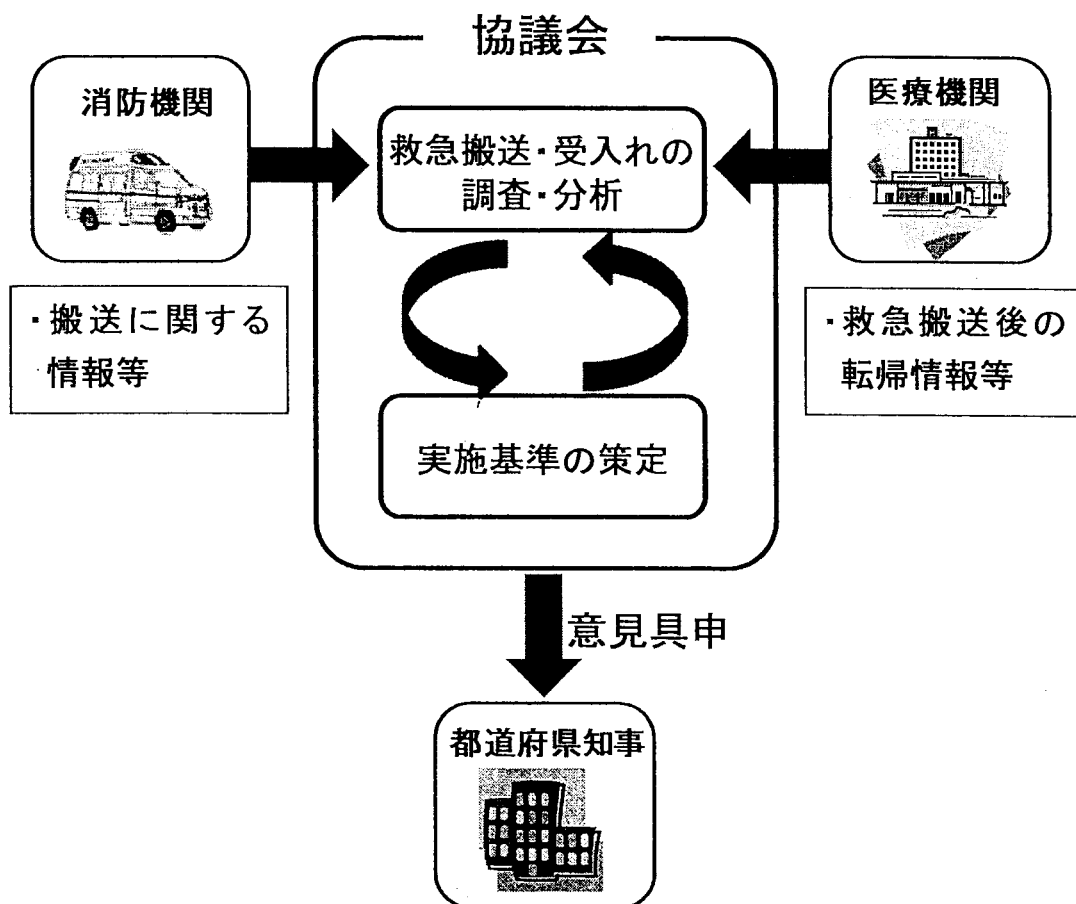 協議会
消防機関
医療機関
救急搬送・受入れの
調査・分析
・搬送に関する
情報等
・救急搬送後の
転帰情報等
実施基準の策定
意見具申
都道府県知事